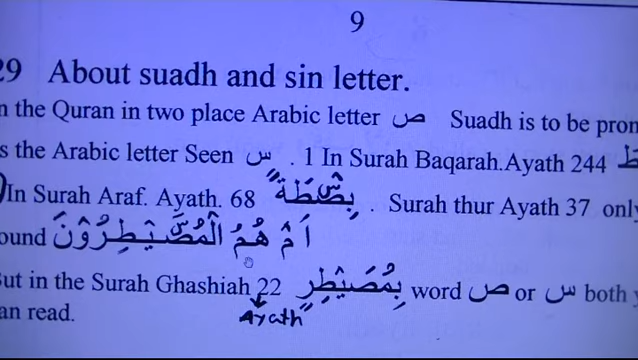 9
29 About suadh and sin letter.
n the Quran in two place Arabic letter ص Suadh is to be pron
s the Arabic letter Seen س . 1 In Surah Baqarah.Ayath 244
In Surah Araf. Ayath. 68 بِصْۜطَةً . Surah thur Ayath 37 only
ound اَمْ هُمُ الْمُصَۜيْطِرُوْنَ
But in the Surah Ghashiah 22 بِمُصَيْطِرٍ word ص or س both y
an read. Ayath